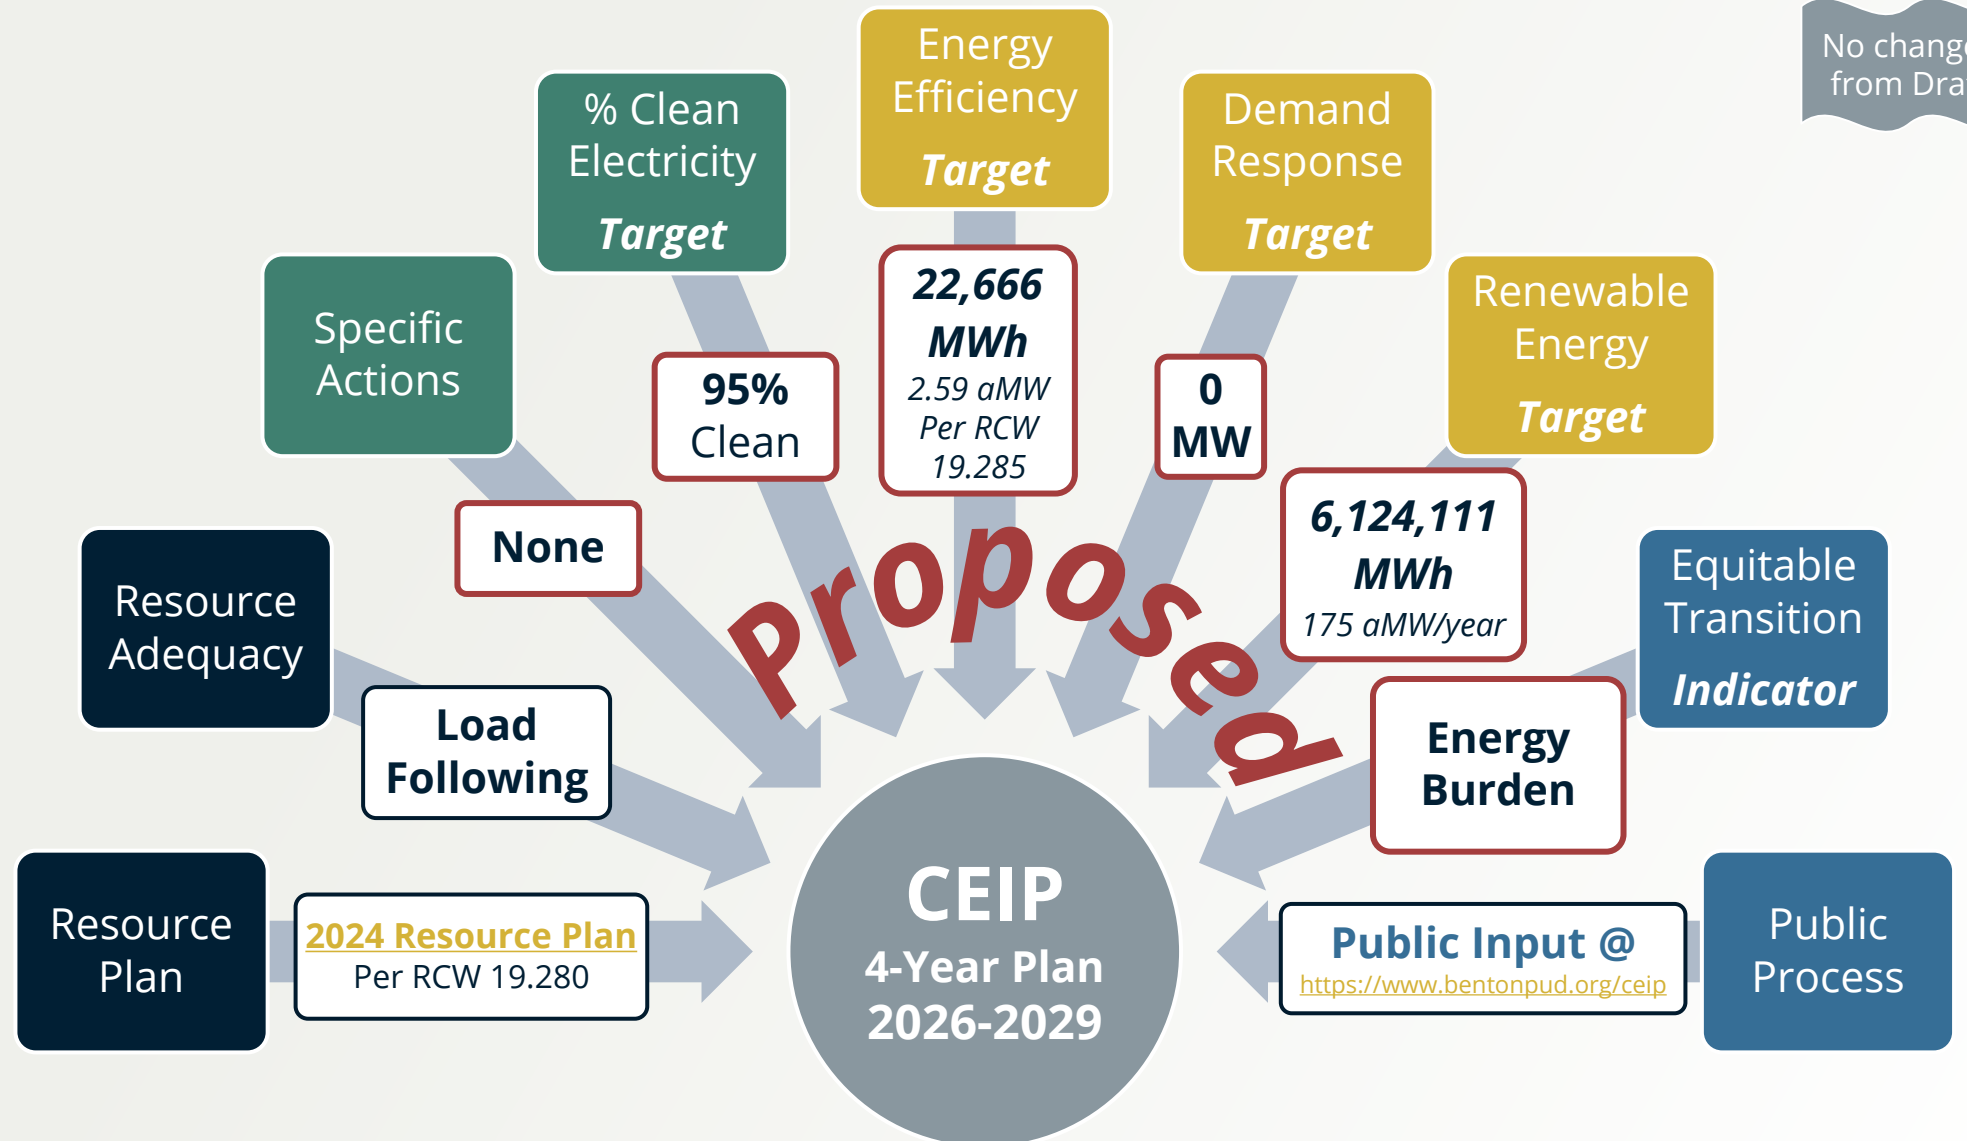 No change
from Dra
Energy
Efficiency
Target
% Clean
Electricity
Target
Demand
Response
Target
Specific
Actions
Renewable
Energy
Target
22,666
MWh
2.59 aMW
Per RCW
19.285
95%
Clean
0
MW
None
6,124,111
MWh
175 aMW/year
Proposed
Resource
Adequacy
Load
Following
Equitable
Transition
Indicator
Energy
Burden
Resource
Plan
2024 Resource Plan
Per RCW 19.280
CEIP
4-Year Plan
2026-2029
Public Input @
https://www.bentonpud.org/ceip
Public
Process